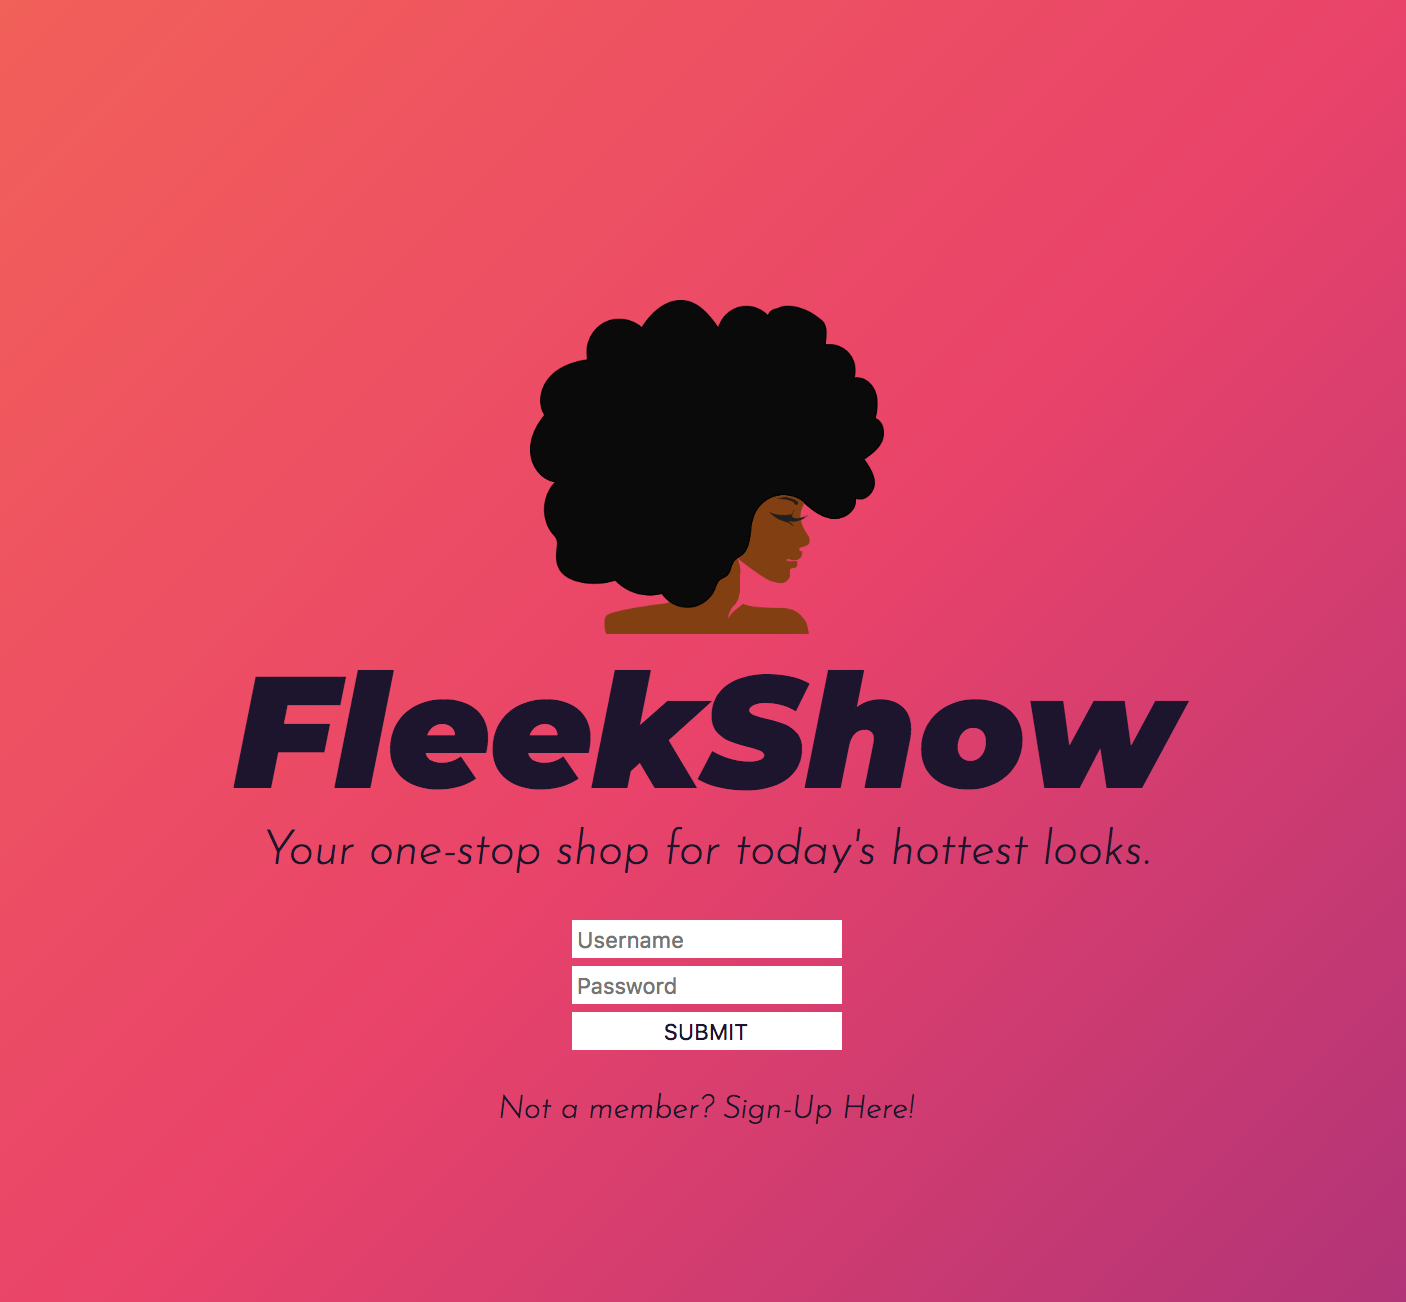 FleekShow
Your one-stop shop for today's hottest looks.
Username
Password
SUBMIT
Not a member? Sign-Up Here!